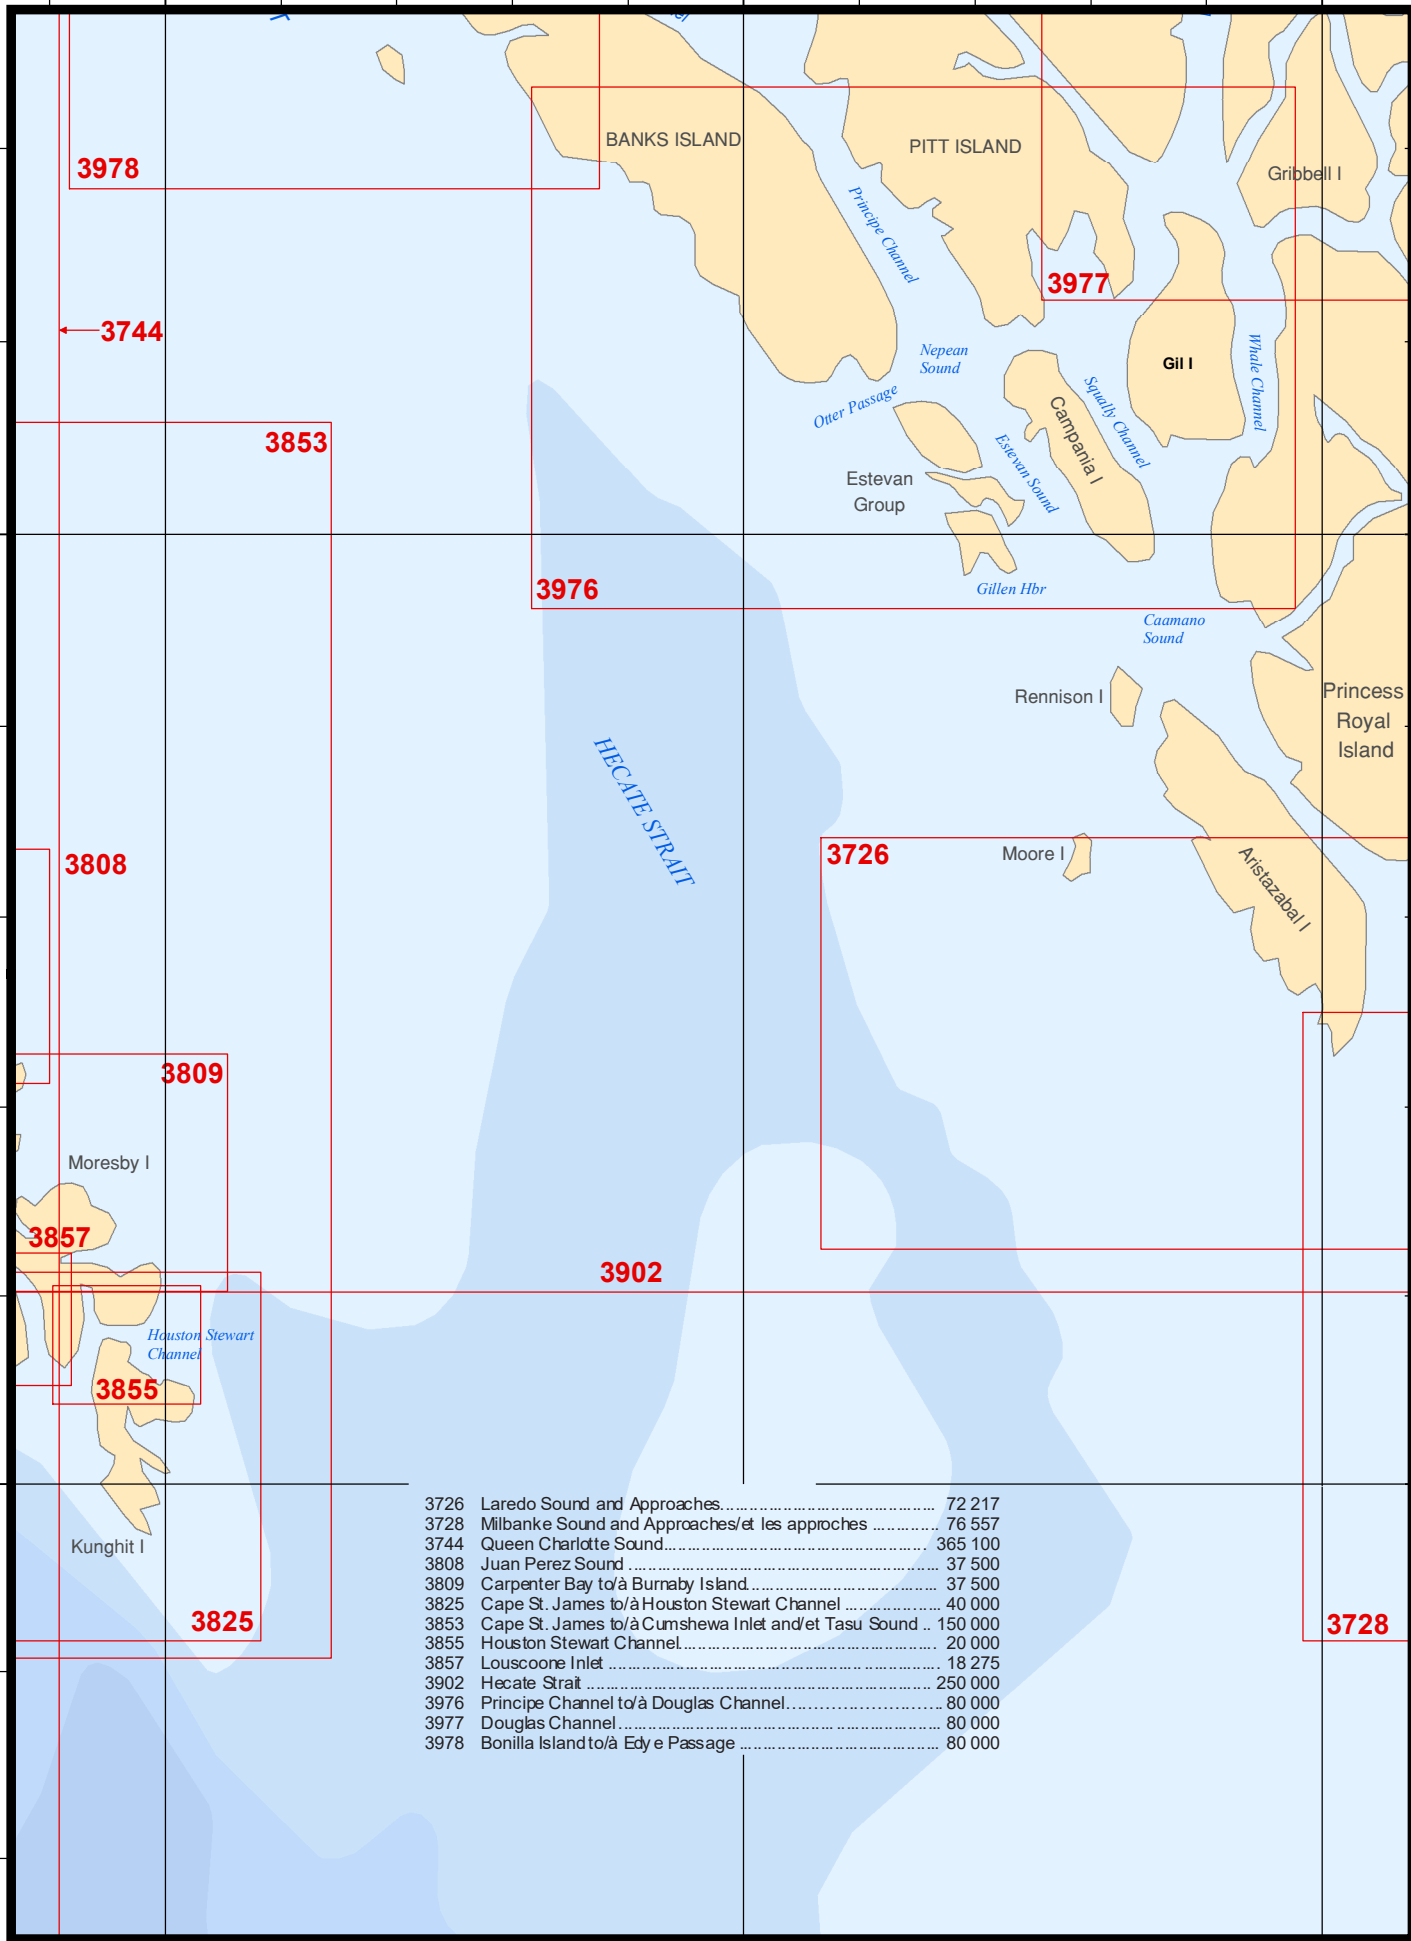 BANKS ISLAND
PITT ISLAND
3978
Gribbell I
Principe Channel
3977
3744
Nepean
Sound
Whale Channel
Gil I
Squally Channel
Otter Passage
Campania I
3853
Estevan Sound
Estevan
Group
3976
Gillen Hbr
Caamano
Sound
Rennison I
Princess
Royal
Island
HECATE STRAIT
3808
3726
Moore I
Aristazabal I
3809
Moresby I
3857
3902
Houston Stewart
Channel
3855
Kunghit I
3825
3728
3726 Laredo Sound and Approaches 72 217
3728 Milbanke Sound and Approaches/et les approches 76 557
3744 Queen Charlotte Sound 365 100
3808 Juan Perez Sound 37 500
3809 Carpenter Bay to/à Burnaby Island 37 500
3825 Cape St. James to/à Houston Stewart Channel 40 000
3853 Cape St. James to/à Cumshewa Inlet and/et Tasu Sound 150 000
3855 Houston Stewart Channel 20 000
3857 Louscoone Inlet 18 275
3902 Hecate Strait 250 000
3976 Principe Channel to/à Douglas Channel 80 000
3977 Douglas Channel 80 000
3978 Bonilla Island to/à Edye Passage 80 000